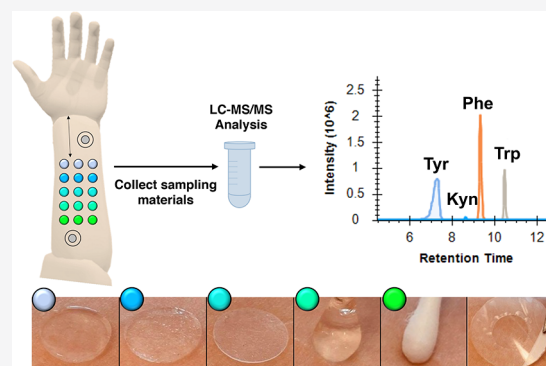 LC-MS/MS
Analysis
Collect sampling
materials
Intensity (10^6)
2.5
2
1.5
1
0.5
0
Tyr
Kyn
Phe
Trp
6
8
10
12
Retention Time